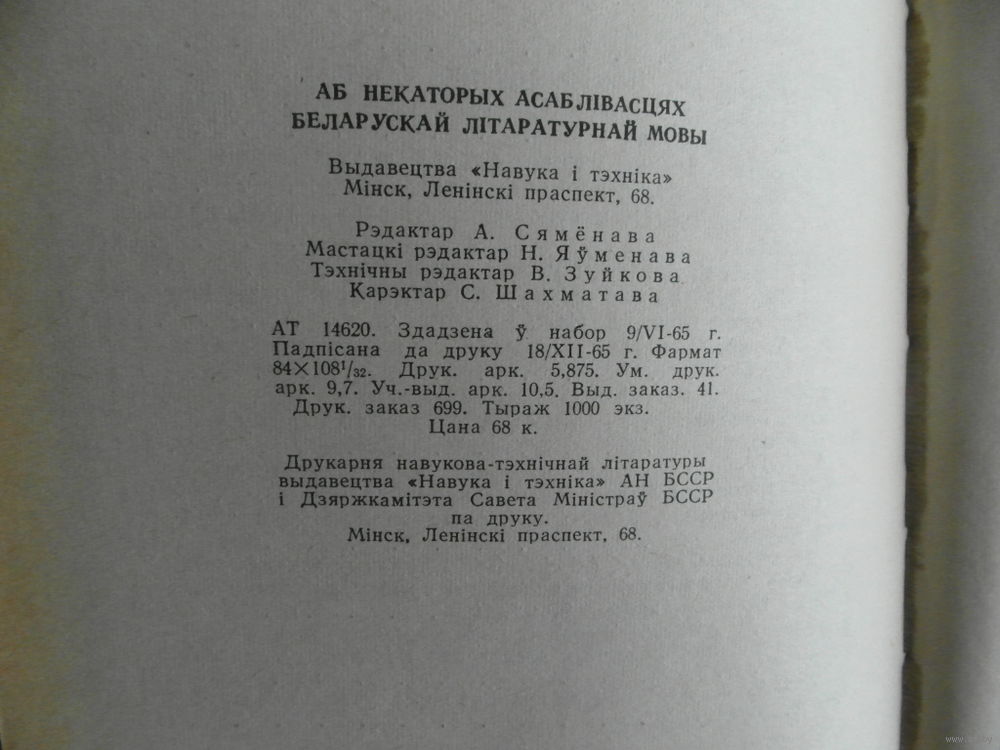 АБ НЕКАТОРЫХ АСАБЛІВАСЦЯХ
БЕЛАРУСКАЙ ЛІТАРАТУРНАЙ МОВЫ
Выдавецтва «Навука і тэхніка»
Мінск, Ленінскі праспект, 68.
Рэдактар А. Сямёнава
Мастацкі рэдактар Н. Яўменава
Тэхнічны рэдактар В. Зуйкова
Карэктар С. Шахматава
АТ 14620. Здадзена ў набор 9/VI-65 г.
Падпісана да друку 18/XII-65 г. Фармат
84×108¹/₃₂. Друк. арк. 5,875. Ум. друк.
арк. 9,7. Уч.-выд. арк. 10,5. Выд. заказ. 41.
Друк. заказ 699. Тыраж 1000 экз.
Цана 68 к.
Друкарня навукова-тэхнічнай літаратуры
выдавецтва «Навука і тэхніка» АН БССР
і Дзяржкамітэта Савета Міністраў БССР
па друку.
Мінск, Ленінскі праспект, 68.